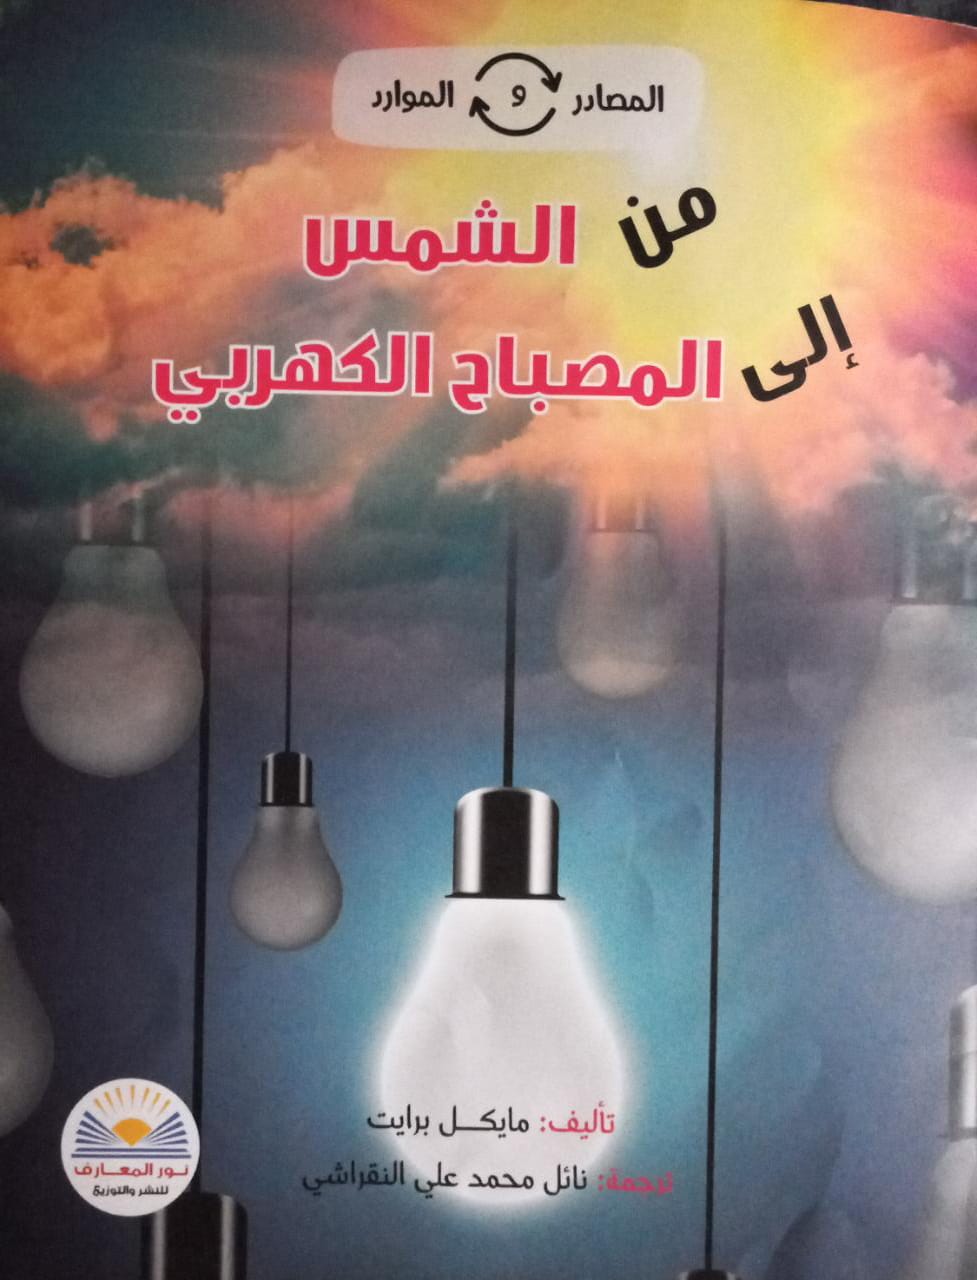 المصادر و الموارد
من الشمس
إلى المصباح الكهربي
تأليف: مايكل برايت
ترجمة: نائل محمد علي النقراشي
نور المعارف
للنشر والتوزيع